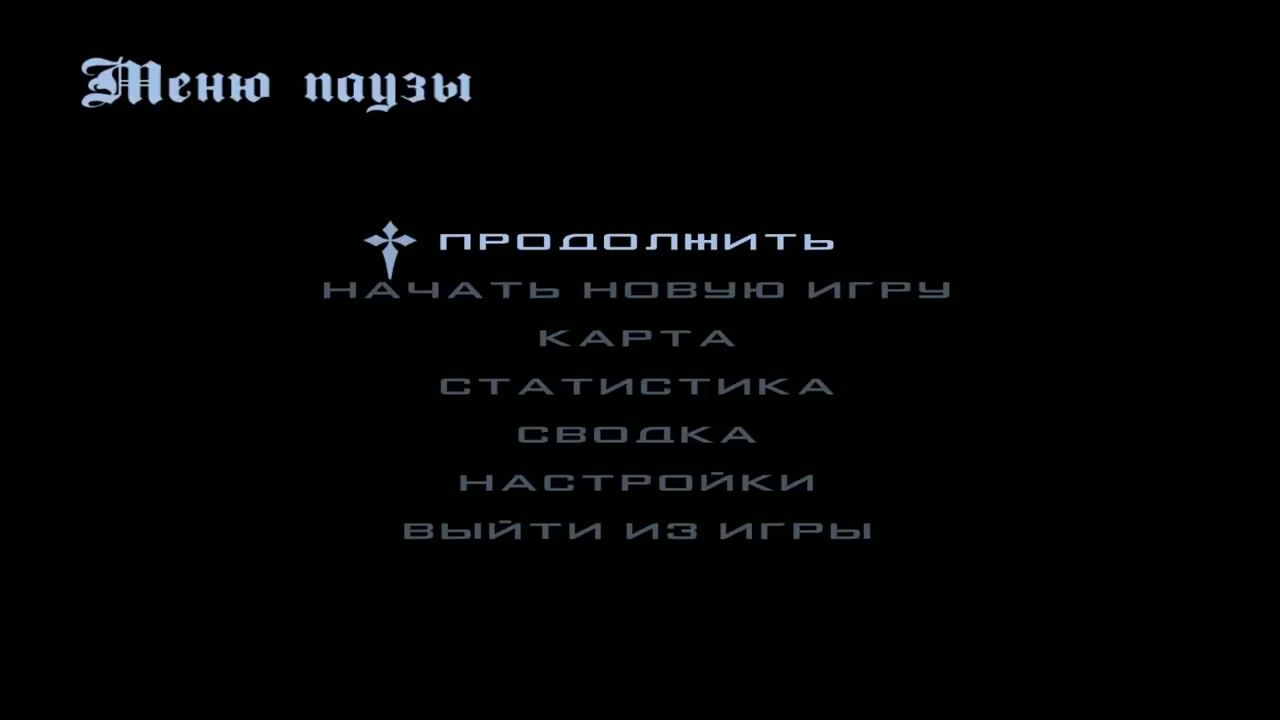 Меню паузы
ПРОДОЛЖИТЬ
НАЧАТЬ НОВУЮ ИГРУ
КАРТА
СТАТИСТИКА
СВОДКА
НАСТРОЙКИ
ВЫЙТИ ИЗ ИГРЫ